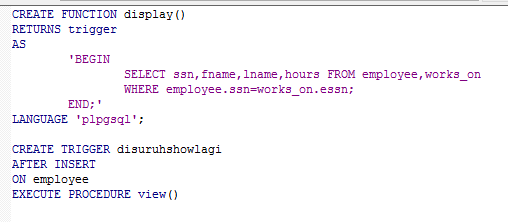 CREATE FUNCTION display()
RETURNS trigger
AS
'BEGIN
SELECT ssn,fname,lname,hours FROM employee,works_on
WHERE employee.ssn=works_on.essn;
END;'
LANGUAGE 'plpgsql';
CREATE TRIGGER disuruhshowlagi
AFTER INSERT
ON employee
EXECUTE PROCEDURE view()